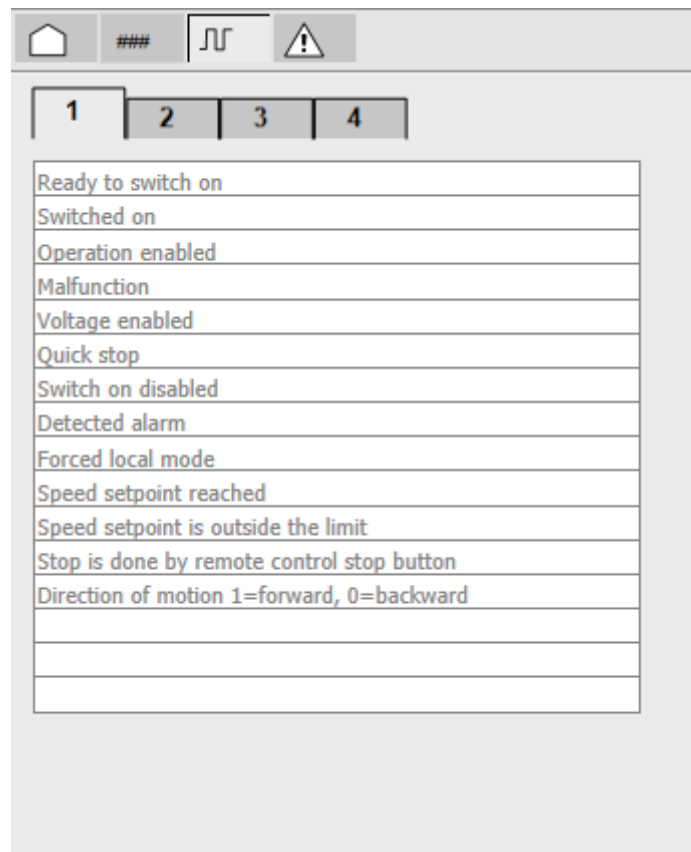 ###
1 2 3 4
Ready to switch on
Switched on
Operation enabled
Malfunction
Voltage enabled
Quick stop
Switch on disabled
Detected alarm
Forced local mode
Speed setpoint reached
Speed setpoint is outside the limit
Stop is done by remote control stop button
Direction of motion 1=forward, 0=backward